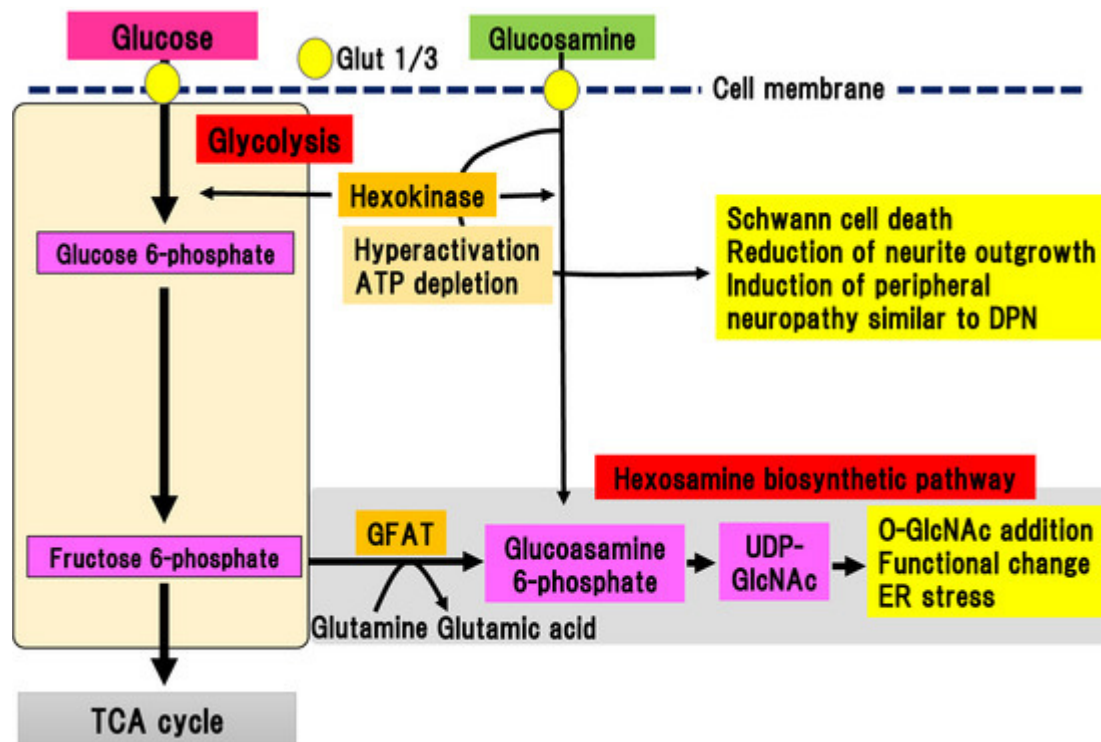 Glucose
Glut 1/3
Glucosamine
Cell membrane
Glycolysis
Hexokinase
Hyperactivation
ATP depletion
Schwann cell death
Reduction of neurite outgrowth
Induction of peripheral
neuropathy similar to DPN
Glucose 6-phosphate
Hexosamine biosynthetic pathway
Fructose 6-phosphate
GFAT
Glutamine Glutamic acid
Glucoasamine
6-phosphate
UDP-
GlcNAc
O-GlcNAc addition
Functional change
ER stress
TCA cycle